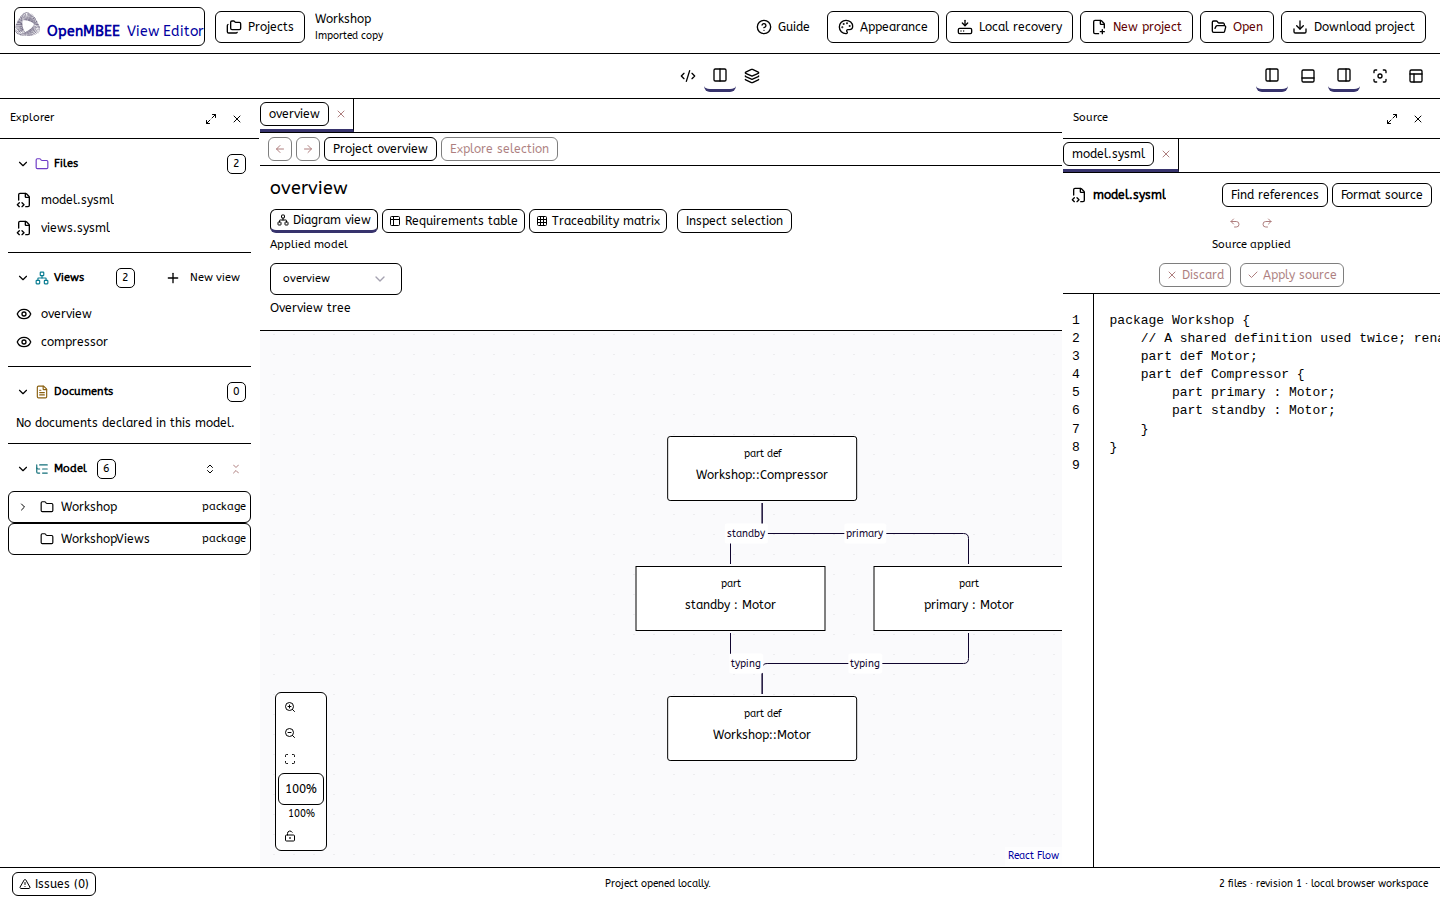 OpenMBEE View Editor
Projects
Workshop
Imported copy
Guide
Appearance
Local recovery
New project
Open
Download project
Explorer
Files 2
model.sysml
views.sysml
Views 2 New view
overview
compressor
Documents 0
No documents declared in this model.
Model 6
Workshop package
WorkshopViews package
overview
Project overview
Explore selection
overview
Diagram view
Requirements table
Traceability matrix
Inspect selection
Applied model
overview
Overview tree
part def
Workshop::Compressor
standby
primary
part
standby : Motor
part
primary : Motor
typing
typing
part def
Workshop::Motor
100%
100%
React Flow
Source
model.sysml
model.sysml
Find references
Format source
Source applied
Discard
Apply source
1 package Workshop {
2 // A shared definition used twice; rena
3 part def Motor;
4 part def Compressor {
5 part primary : Motor;
6 part standby : Motor;
7 }
8 }
9
Issues (0)
Project opened locally.
2 files · revision 1 · local browser workspace